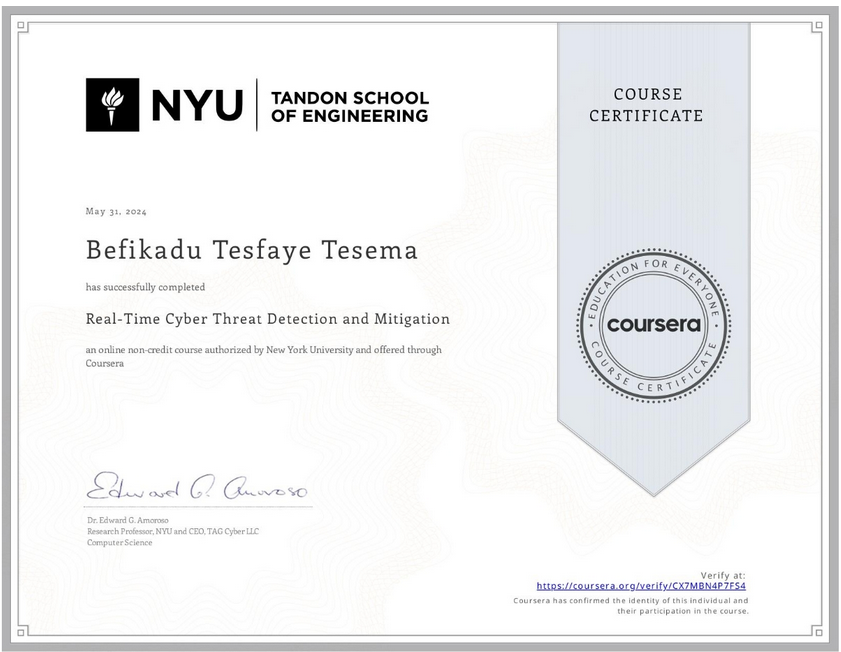 NYU
TANDON SCHOOL
OF ENGINEERING
COURSE
CERTIFICATE
May 31, 2024
Befikadu Tesfaye Tesema
has successfully completed
Real-Time Cyber Threat Detection and Mitigation
an online non-credit course authorized by New York University and offered through
Coursera
EDUCATION FOR EVERYONE
coursera
COURSE CERTIFICATE
Edward G. Amoroso
Dr. Edward G. Amoroso
Research Professor, NYU and CEO, TAG Cyber LLC
Computer Science
Verify at:
https://coursera.org/verify/CX7MBN4P7FS4
Coursera has confirmed the identity of this individual and
their participation in the course.